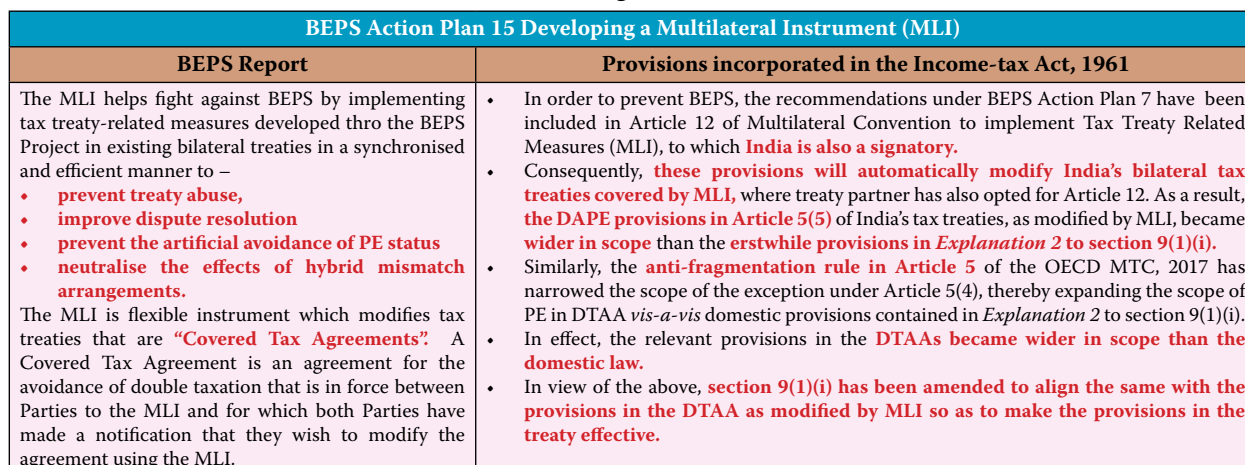 BEPS Action Plan 15 Developing a Multilateral Instrument (MLI)
BEPS Report
Provisions incorporated in the Income-tax Act, 1961
The MLI helps fight against BEPS by implementing
tax treaty-related measures developed thro the BEPS
Project in existing bilateral treaties in a synchronised
and efficient manner to –
• prevent treaty abuse,
• improve dispute resolution
• prevent the artificial avoidance of PE status
• neutralise the effects of hybrid mismatch
arrangements.
The MLI is flexible instrument which modifies tax
treaties that are “Covered Tax Agreements”. A
Covered Tax Agreement is an agreement for the
avoidance of double taxation that is in force between
Parties to the MLI and for which both Parties have
made a notification that they wish to modify the
agreement using the MLI.
• In order to prevent BEPS, the recommendations under BEPS Action Plan 7 have been
included in Article 12 of Multilateral Convention to implement Tax Treaty Related
Measures (MLI), to which India is also a signatory.
• Consequently, these provisions will automatically modify India’s bilateral tax
treaties covered by MLI, where treaty partner has also opted for Article 12. As a result,
the DAPE provisions in Article 5(5) of India’s tax treaties, as modified by MLI, became
wider in scope than the erstwhile provisions in Explanation 2 to section 9(1)(i).
• Similarly, the anti-fragmentation rule in Article 5 of the OECD MTC, 2017 has
narrowed the scope of the exception under Article 5(4), thereby expanding the scope of
PE in DTAA vis-a-vis domestic provisions contained in Explanation 2 to section 9(1)(i).
• In effect, the relevant provisions in the DTAAs became wider in scope than the
domestic law.
• In view of the above, section 9(1)(i) has been amended to align the same with the
provisions in the DTAA as modified by MLI so as to make the provisions in the
treaty effective.